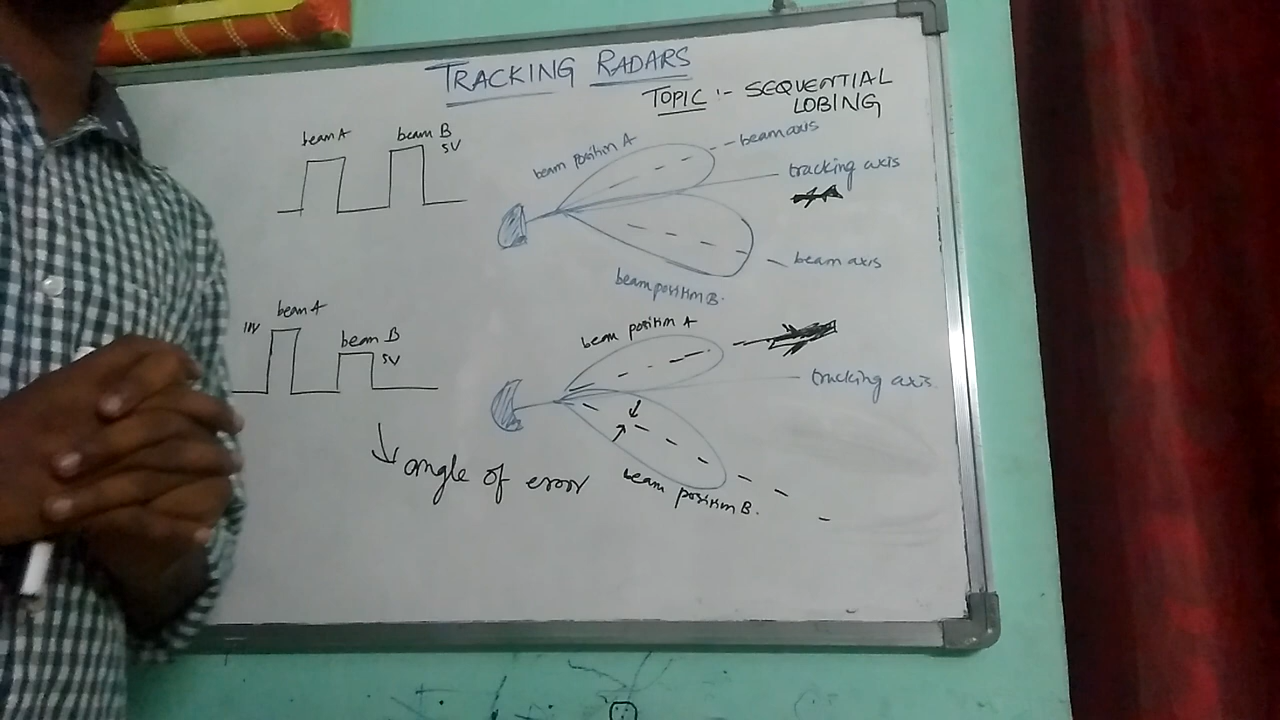 TRACKING RADARS
TOPIC :- SEQUENTIAL
LOBING
beam A
beam B
5V
beam position A
beam axis
tracking axis
beam axis
beam position B.
beam A
beam B
5V
beam position A
tracking axis.
angle of error
beam position B.